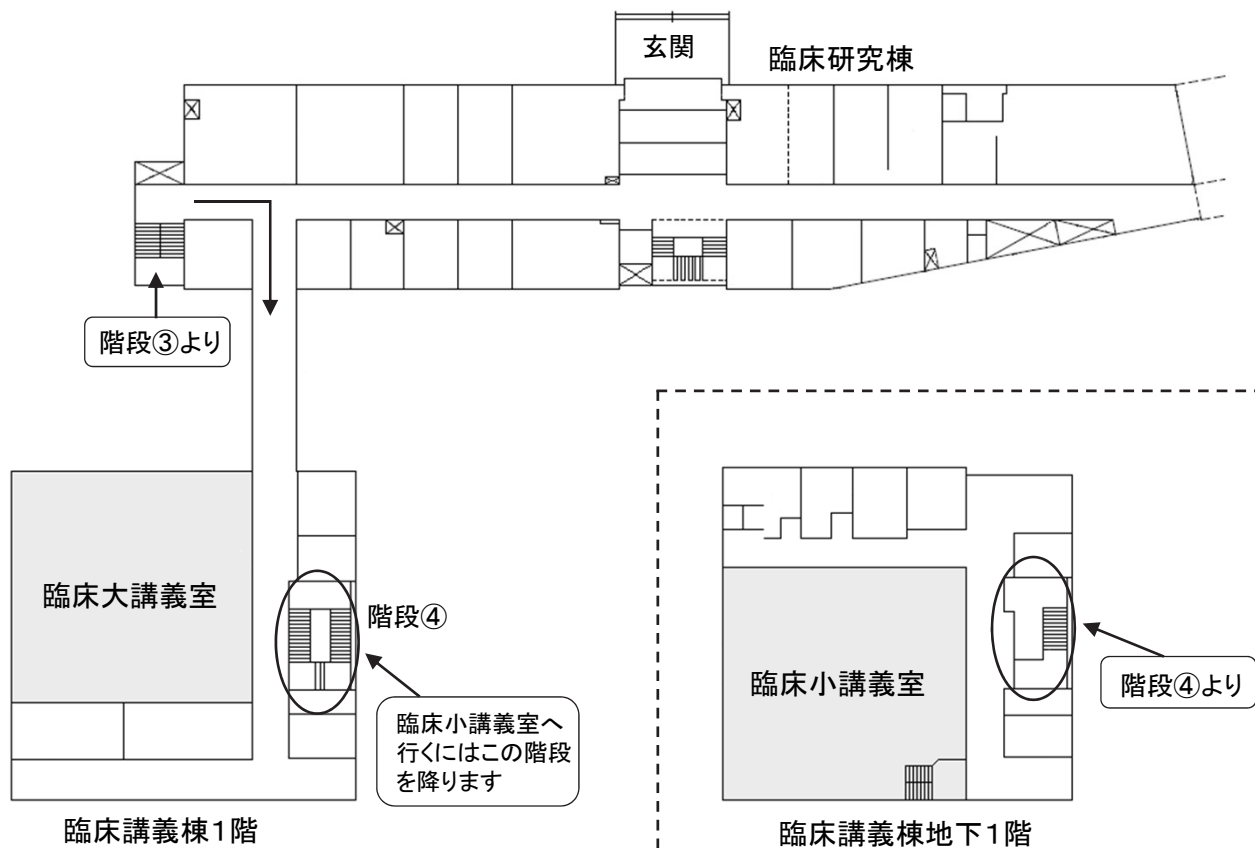 玄関
臨床研究棟
階段③より
臨床大講義室
階段④
臨床小講義室へ
行くにはこの階段
を降ります
臨床講義棟1階
臨床小講義室
階段④より
臨床講義棟地下1階